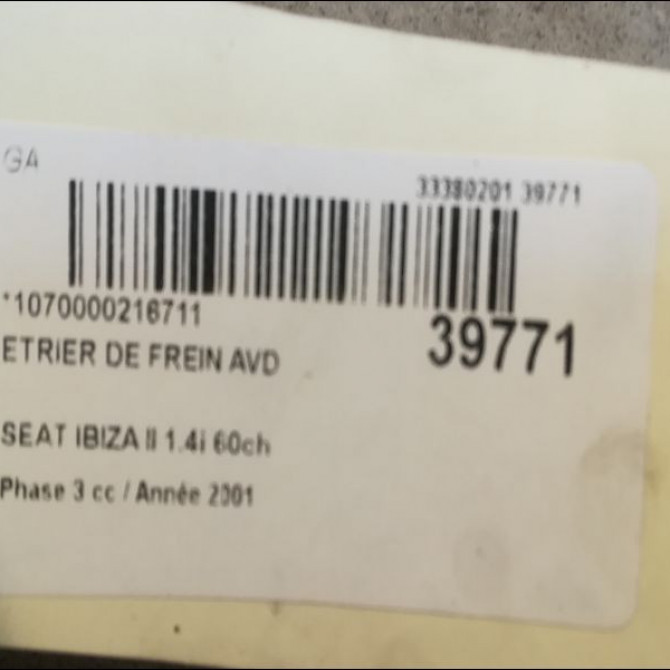 GA
33380201 39771
*1070000216711
39771
ETRIER DE FREIN AVD
SEAT IBIZA II 1.4i 60ch
Phase 3 cc / Année 2001